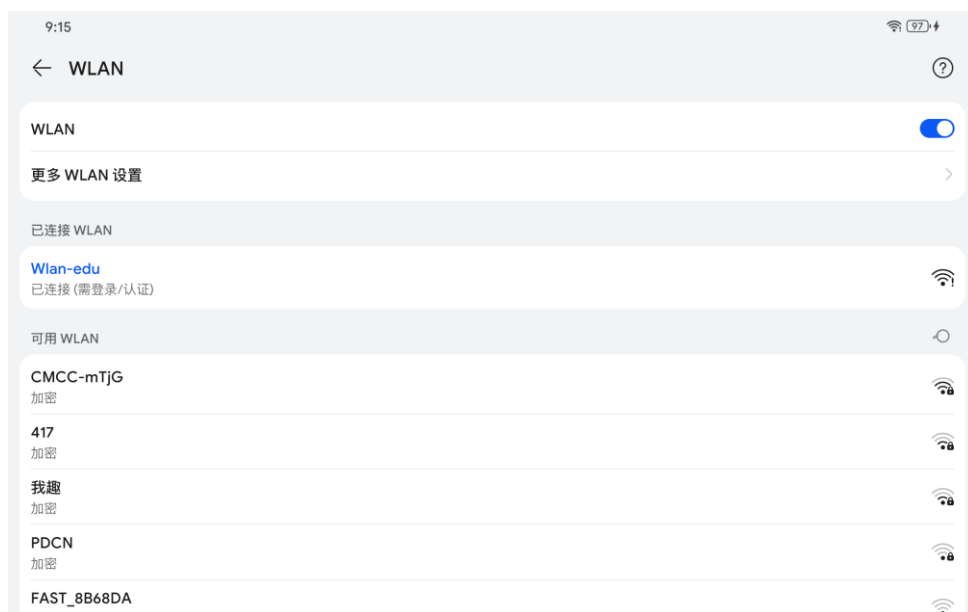 9:15
97
WLAN
?
WLAN
更多 WLAN 设置
已连接 WLAN
Wlan-edu
已连接 (需登录/认证)
可用 WLAN
CMCC-mTjG
加密
417
加密
我趣
加密
PDCN
加密
FAST_8B68DA